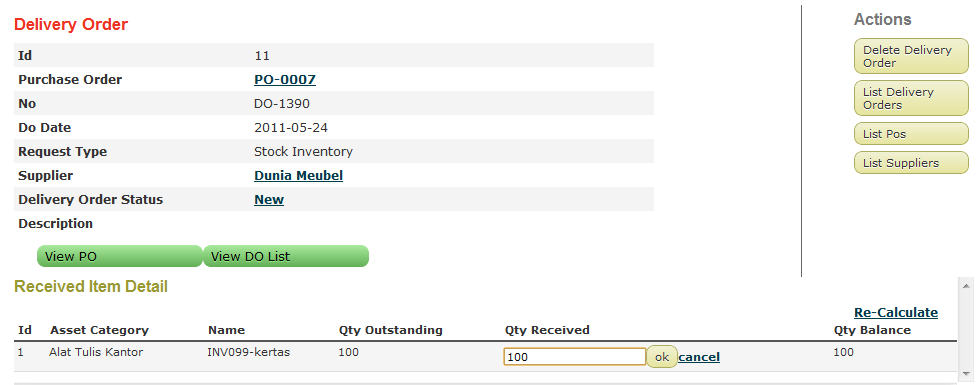 Delivery Order
Id 11
Purchase Order PO-0007
No DO-1390
Do Date 2011-05-24
Request Type Stock Inventory
Supplier Dunia Meubel
Delivery Order Status New
Description
View PO View DO List
Actions
Delete Delivery
Order
List Delivery
Orders
List Pos
List Suppliers
Received Item Detail
Re-Calculate
Id Asset Category Name Qty Outstanding Qty Received Qty Balance
1 Alat Tulis Kantor INV099-kertas 100 100 ok cancel 100